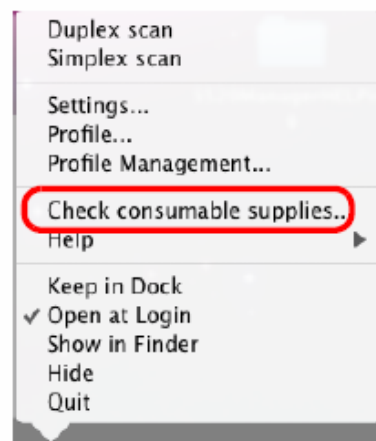 Duplex scan
Simplex scan
Settings...
Profile...
Profile Management...
Check consumable supplies..
Help
Keep in Dock
Open at Login
Show in Finder
Hide
Quit